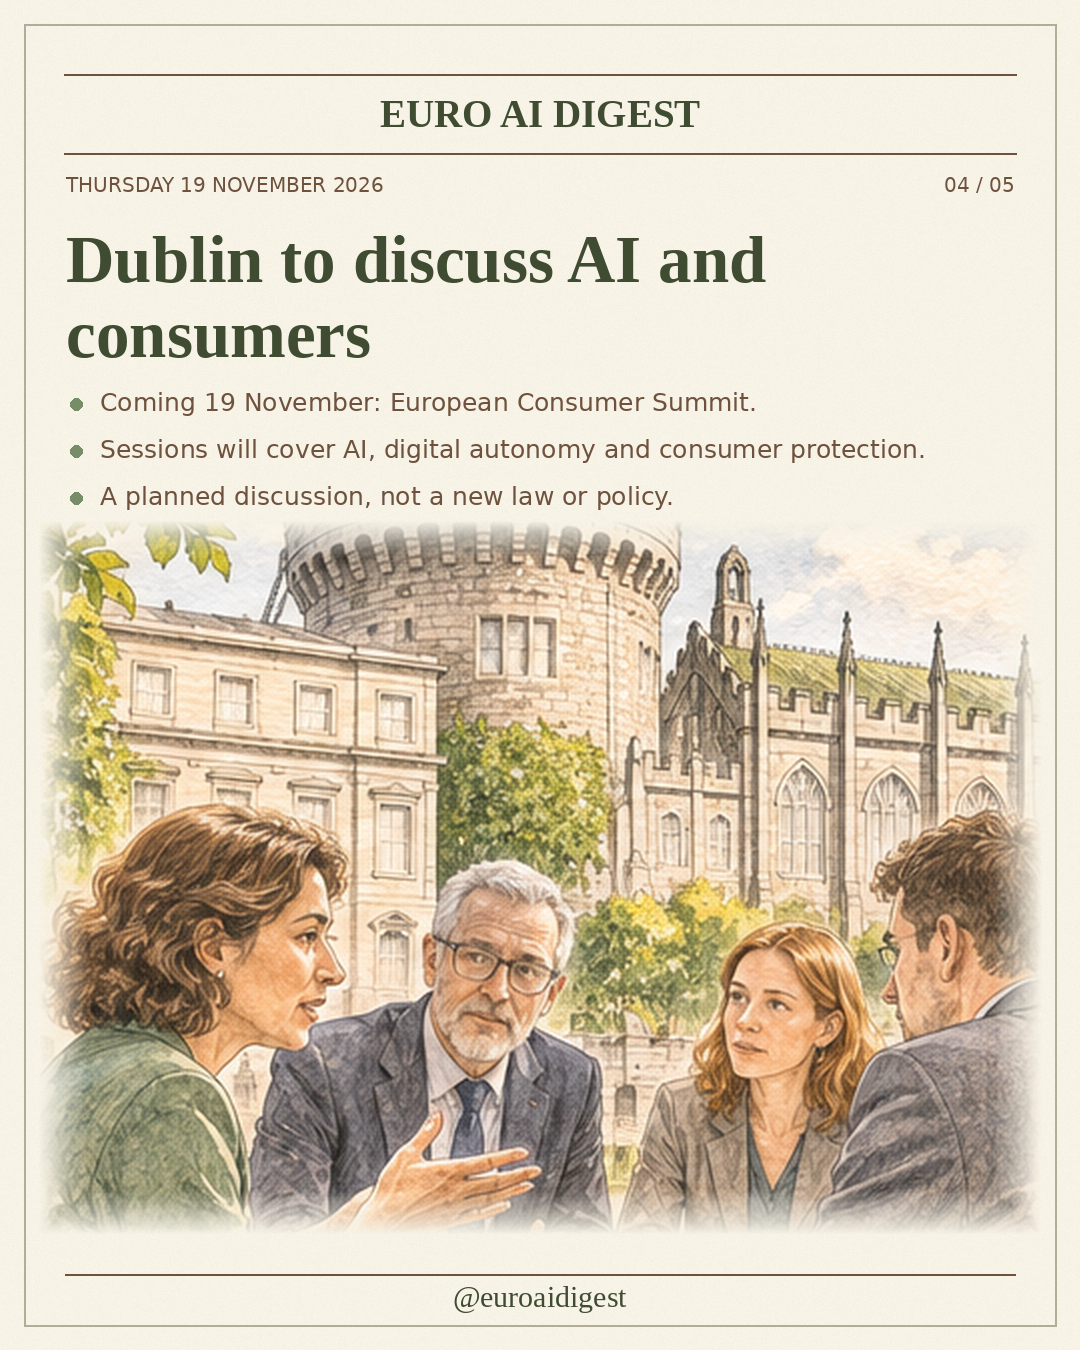 EURO AI DIGEST
THURSDAY 19 NOVEMBER 2026
04 / 05
Dublin to discuss AI and
consumers
Coming 19 November: European Consumer Summit.
Sessions will cover AI, digital autonomy and consumer protection.
A planned discussion, not a new law or policy.
@euroaidigest